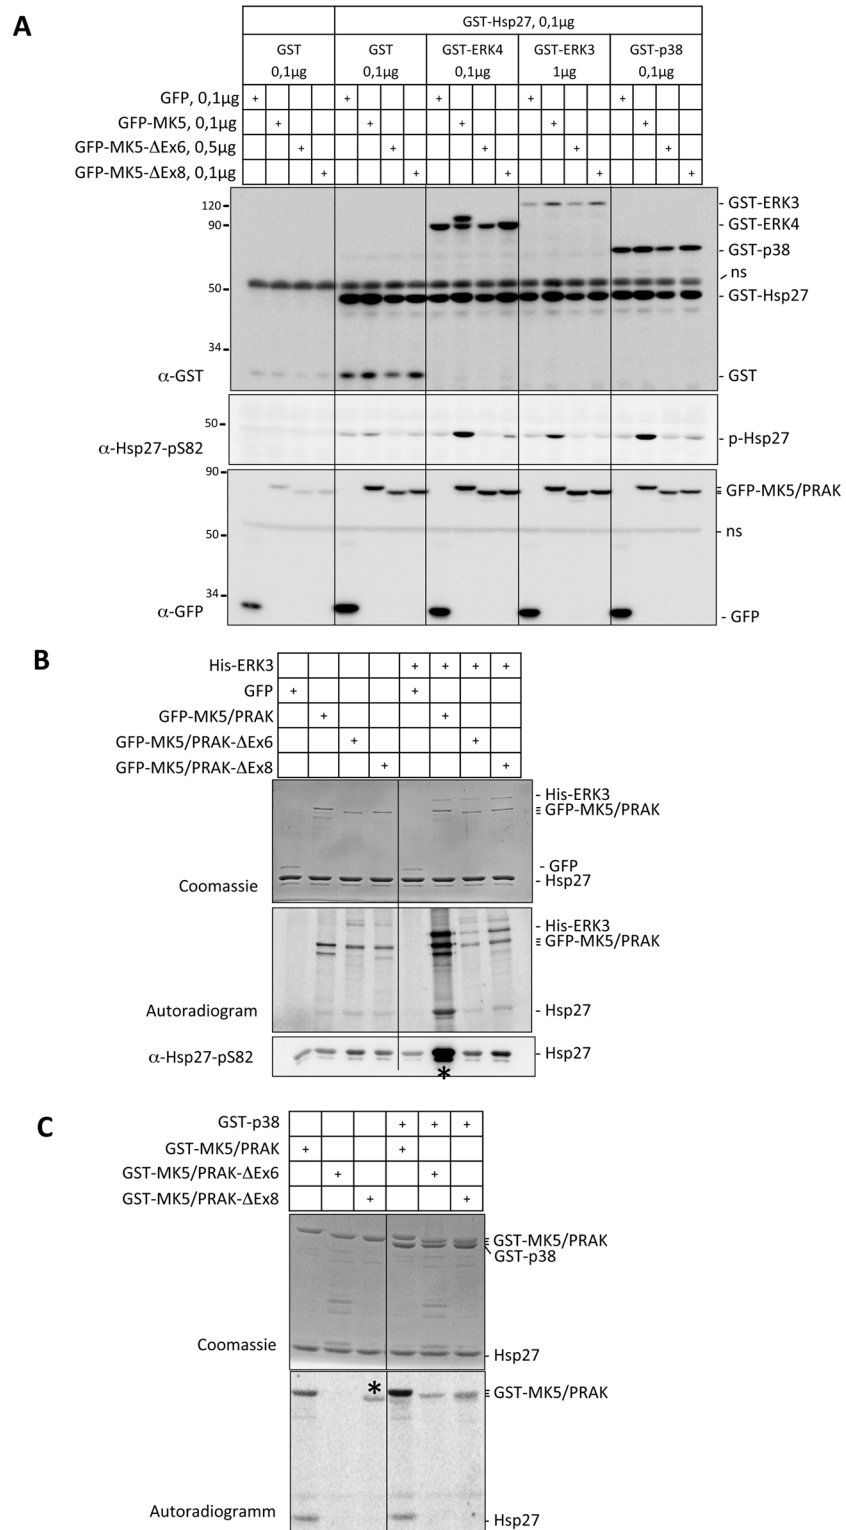 A
GST-Hsp27, 0,1µg
GST GST GST-ERK4 GST-ERK3 GST-p38
0,1µg 0,1µg 0,1µg 1µg 0,1µg
GFP, 0,1µg + + + + +
GFP-MK5, 0,1µg + + + + +
GFP-MK5-ΔEx6, 0,5µg + + + + +
GFP-MK5-ΔEx8, 0,1µg + + + + +
120 - GST-ERK3
90 - GST-ERK4
- GST-p38
ns
50 - GST-Hsp27
34
α-GST - GST
50
α-Hsp27-pS82 - p-Hsp27
90
GFP-MK5/PRAK
50 - ns
34
α-GFP - GFP
B
His-ERK3 + + + +
GFP + +
GFP-MK5/PRAK + +
GFP-MK5/PRAK-ΔEx6 + +
GFP-MK5/PRAK-ΔEx8 + +
- His-ERK3
GFP-MK5/PRAK
- GFP
Coomassie - Hsp27
- His-ERK3
GFP-MK5/PRAK
Autoradiogram - Hsp27
α-Hsp27-pS82 - Hsp27
*
C
GST-p38 + + +
GST-MK5/PRAK + +
GST-MK5/PRAK-ΔEx6 + +
GST-MK5/PRAK-ΔEx8 + +
GST-MK5/PRAK
GST-p38
Coomassie - Hsp27
* GST-MK5/PRAK
Autoradiogramm - Hsp27